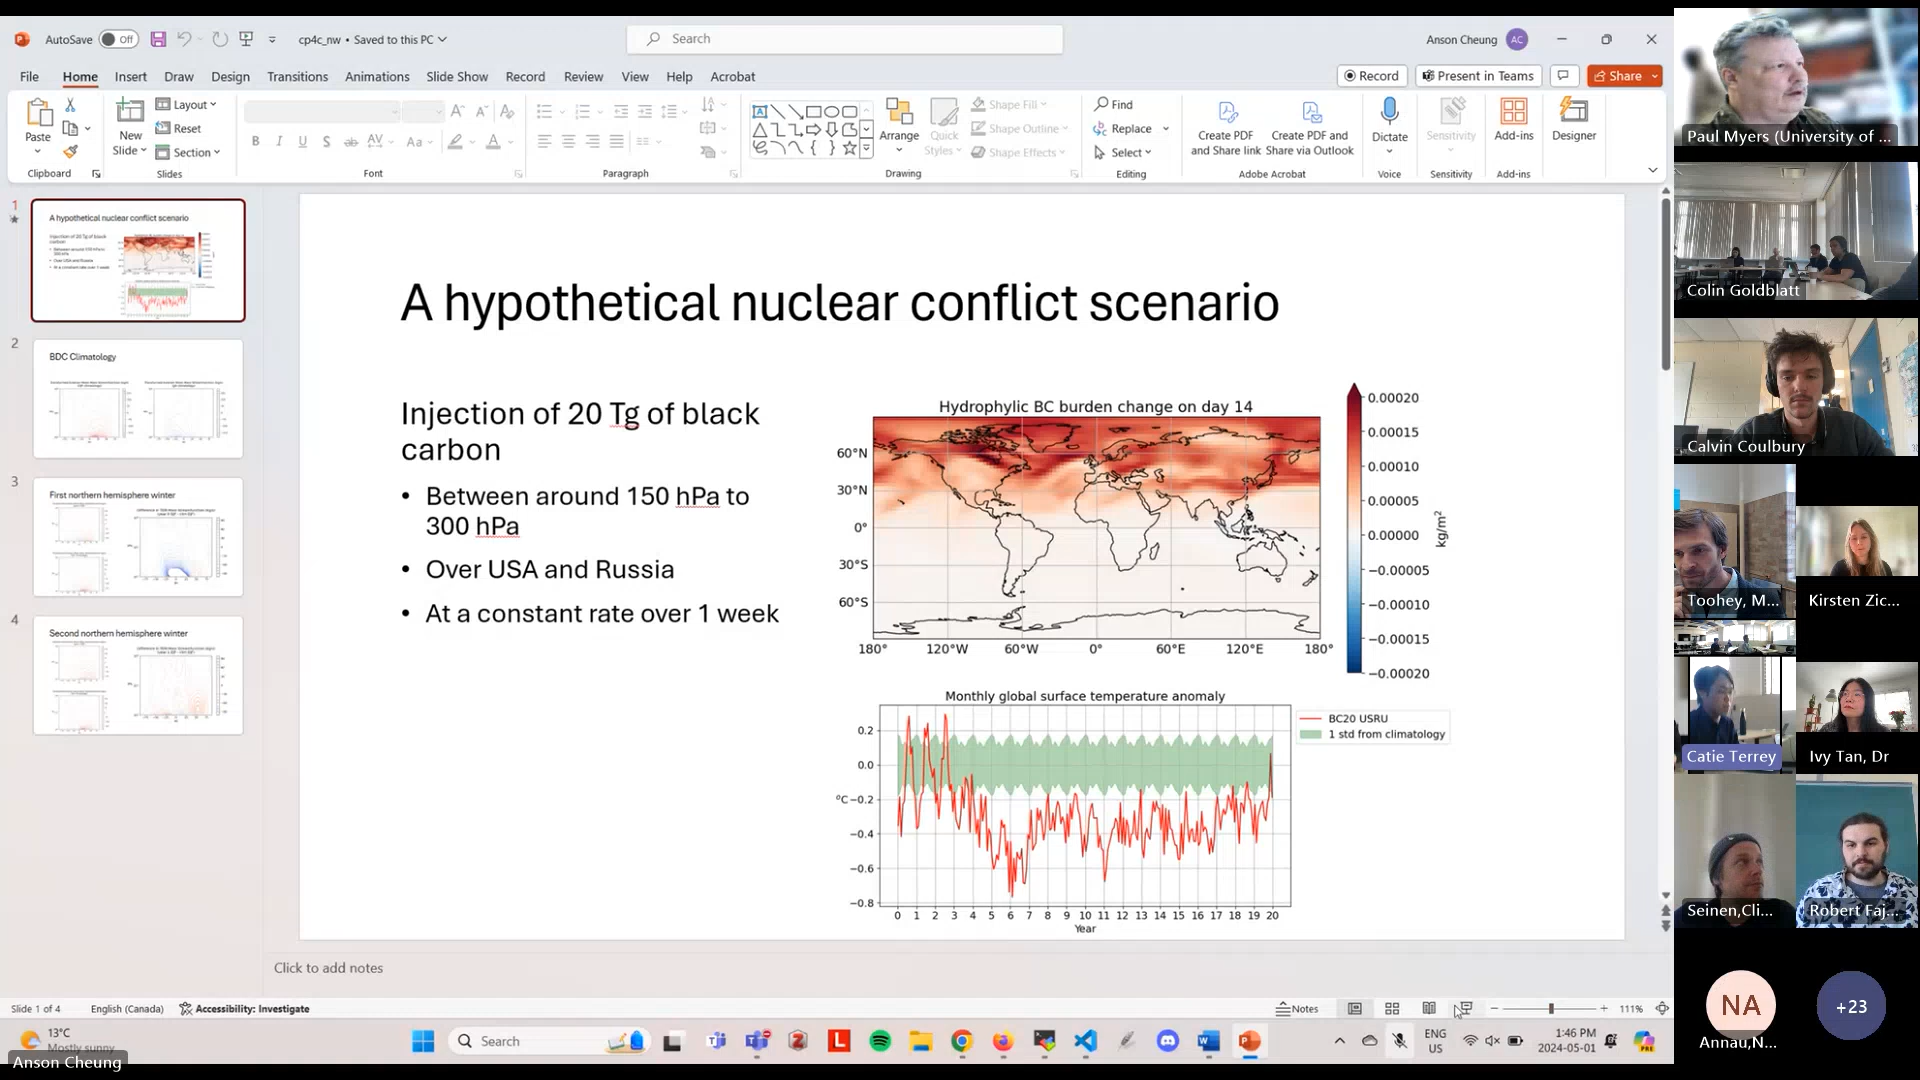 AutoSave Off
cp4c_nw • Saved to this PC
Search
Anson Cheung AC
File Home Insert Draw Design Transitions Animations Slide Show Record Review View Help Acrobat
Record Present in Teams Share
Paste
Clipboard
New Slide
Layout
Reset
Section
Slides
Font
Paragraph
Arrange
Quick Styles
Shape Fill
Shape Outline
Shape Effects
Drawing
Find
Replace
Select
Editing
Create PDF and Share link
Create PDF and Share via Outlook
Adobe Acrobat
Dictate
Voice
Sensitivity
Sensitivity
Add-ins
Add-ins
Designer
1
A hypothetical nuclear conflict scenario
2
BDC Climatology
3
First northern hemisphere winter
4
Second northern hemisphere winter
A hypothetical nuclear conflict scenario
Injection of 20 Tg of black
carbon
• Between around 150 hPa to
300 hPa
• Over USA and Russia
• At a constant rate over 1 week
Hydrophylic BC burden change on day 14
60°N
30°N
0°
30°S
60°S
180° 120°W 60°W 0° 60°E 120°E 180°
0.00020
0.00015
0.00010
0.00005
0.00000
−0.00005
−0.00010
−0.00015
−0.00020
kg/m²
Monthly global surface temperature anomaly
0.2
0.0
−0.2
−0.4
−0.6
−0.8
°C
0 1 2 3 4 5 6 7 8 9 10 11 12 13 14 15 16 17 18 19 20
Year
BC20 USRU
1 std from climatology
Click to add notes
Slide 1 of 4 English (Canada) Accessibility: Investigate
Notes 111%
13°C
Mostly sunny
Search
ENG
US
1:46 PM
2024-05-01
Anson Cheung
Paul Myers (University of ...
Colin Goldblatt
Calvin Coulbury
Toohey, M...
Kirsten Zic...
Catie Terrey
Ivy Tan, Dr
Seinen,Cli...
Robert Faj...
NA
Annau,N...
+23